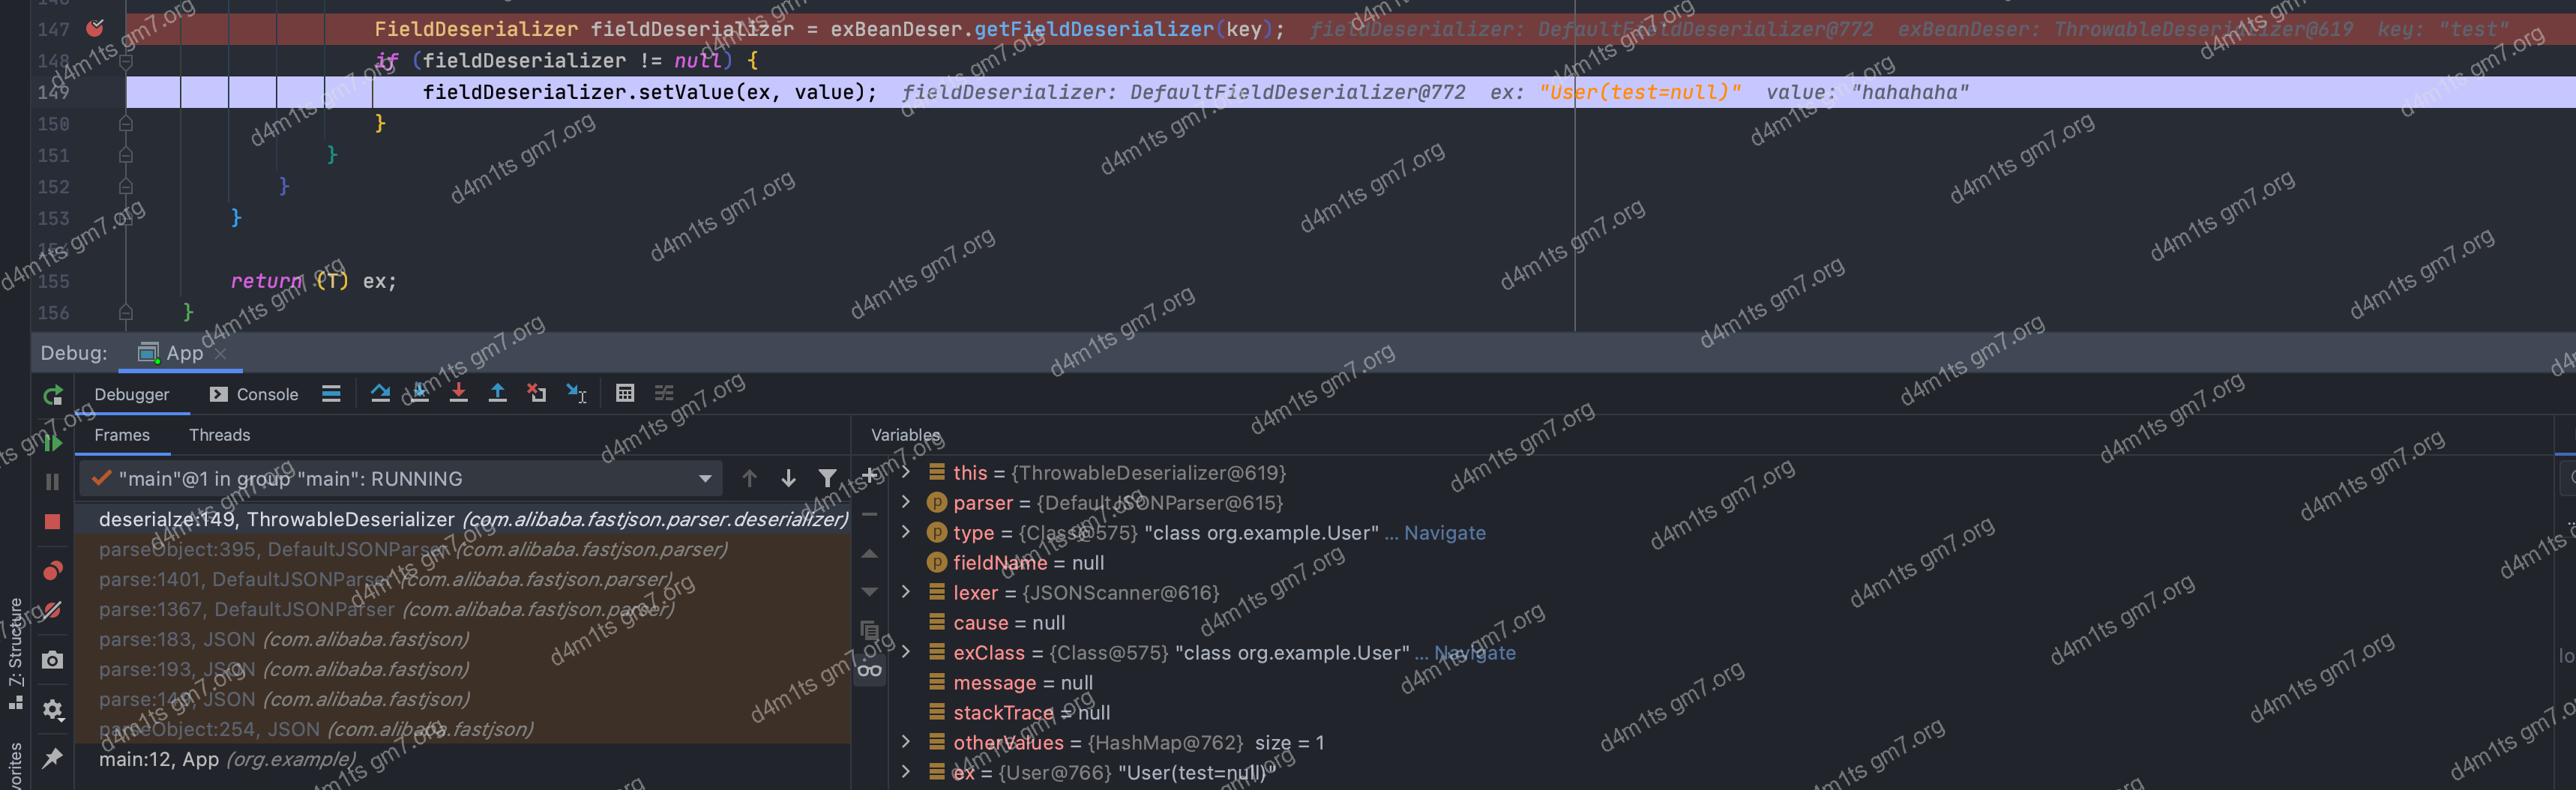 147 FieldDeserializer fieldDeserializer = exBeanDeser.getFieldDeserializer(key); fieldDeserializer: DefaultFieldDeserializer@772 exBeanDeser: ThrowableDeserializer@619 key: "test"
148 if (fieldDeserializer != null) {
149 fieldDeserializer.setValue(ex, value); fieldDeserializer: DefaultFieldDeserializer@772 ex: "User(test=null)" value: "hahahaha"
150 }
151 }
152 }
153 }
154
155 return (T) ex;
156 }
Debug: App
Debugger Console
Frames Threads
Variables
"main"@1 in group "main": RUNNING
deserialze:149, ThrowableDeserializer (com.alibaba.fastjson.parser.deserializer)
parseObject:395, DefaultJSONParser (com.alibaba.fastjson.parser)
parse:1401, DefaultJSONParser (com.alibaba.fastjson.parser)
parse:1367, DefaultJSONParser (com.alibaba.fastjson.parser)
parse:183, JSON (com.alibaba.fastjson)
parse:193, JSON (com.alibaba.fastjson)
parse:149, JSON (com.alibaba.fastjson)
parseObject:254, JSON (com.alibaba.fastjson)
main:12, App (org.example)
this = {ThrowableDeserializer@619}
parser = {DefaultJSONParser@615}
type = {Class@575} "class org.example.User" ... Navigate
fieldName = null
lexer = {JSONScanner@616}
cause = null
exClass = {Class@575} "class org.example.User" ... Navigate
message = null
stackTrace = null
otherValues = {HashMap@762} size = 1
ex = {User@766} "User(test=null)"
Z: Structure
d4m1ts gm7.org